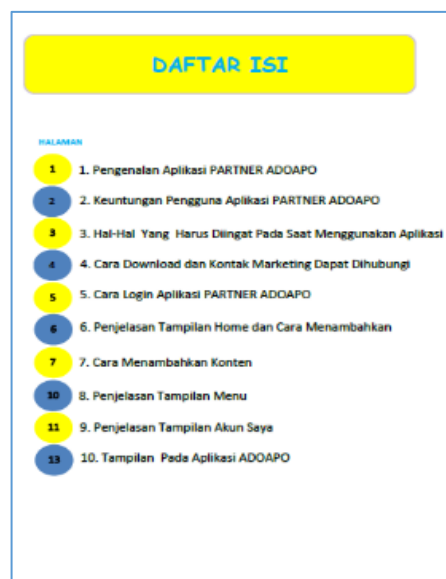 DAFTAR ISI
HALAMAN
1 1. Pengenalan Aplikasi PARTNER ADOAPO
2 2. Keuntungan Pengguna Aplikasi PARTNER ADOAPO
3 3. Hal-Hal Yang Harus Diingat Pada Saat Menggunakan Aplikasi
4 4. Cara Download dan Kontak Marketing Dapat Dihubungi
5 5. Cara Login Aplikasi PARTNER ADOAPO
6 6. Penjelasan Tampilan Home dan Cara Menambahkan
7 7. Cara Menambahkan Konten
10 8. Penjelasan Tampilan Menu
11 9. Penjelasan Tampilan Akun Saya
13 10. Tampilan Pada Aplikasi ADOAPO